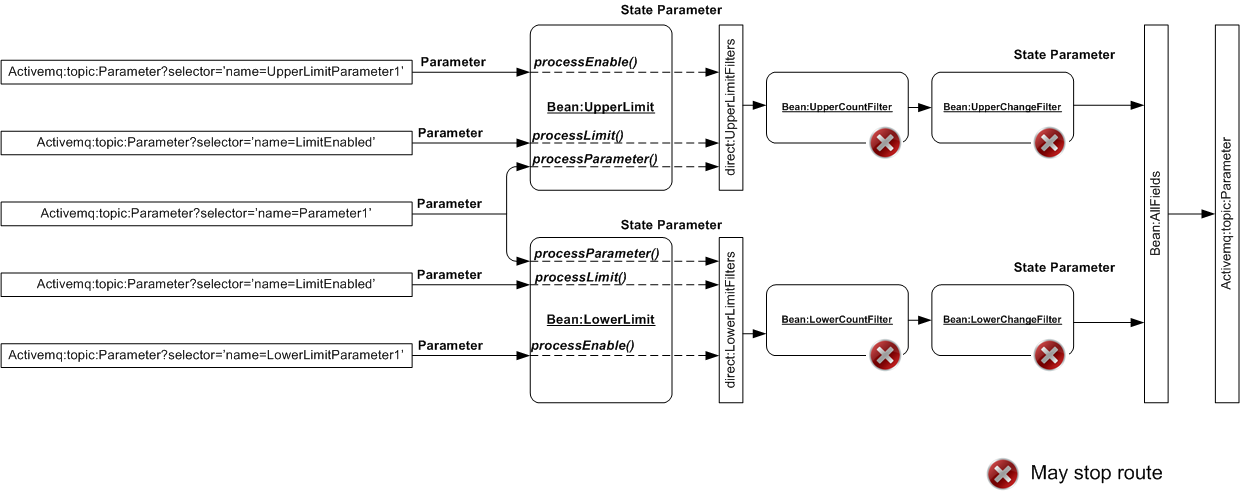 State Parameter
Activemq:topic:Parameter?selector='name=UpperLimitParameter1'
Parameter
processEnable()
Bean:UpperLimit
Activemq:topic:Parameter?selector='name=LimitEnabled'
Parameter
processLimit()
processParameter()
direct:UpperLimitFilters
State Parameter
Bean:UpperCountFilter
Bean:UpperChangeFilter
Activemq:topic:Parameter?selector='name=Parameter1'
Parameter
State Parameter
processParameter()
Activemq:topic:Parameter?selector='name=LimitEnabled'
Parameter
processLimit()
Bean:LowerLimit
Activemq:topic:Parameter?selector='name=LowerLimitParameter1'
Parameter
processEnable()
direct:LowerLimitFilters
State Parameter
Bean:LowerCountFilter
Bean:LowerChangeFilter
Bean:AllFields
Activemq:topic:Parameter
May stop route